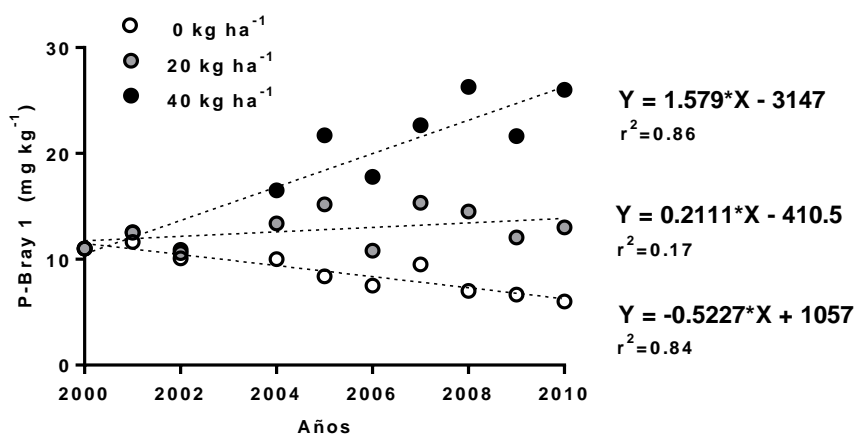 0 kg ha⁻¹
20 kg ha⁻¹
40 kg ha⁻¹
30
20
10
0
P-Bray 1 (mg kg⁻¹)
2000 2002 2004 2006 2008 2010
Años
Y = 1.579*X - 3147
r²=0.86
Y = 0.2111*X - 410.5
r²=0.17
Y = -0.5227*X + 1057
r²=0.84